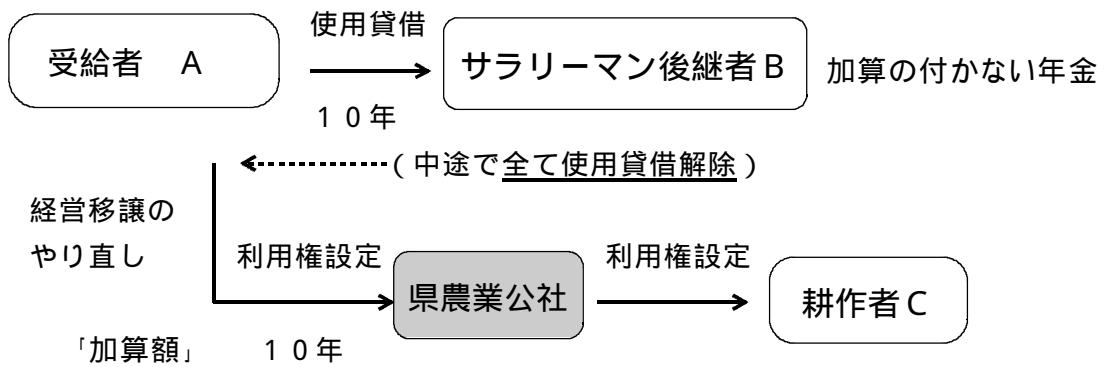 使用貸借
受給者　A
サラリーマン後継者B
加算の付かない年金
１０年
（中途で全て使用貸借解除）
経営移譲の
やり直し
利用権設定
利用権設定
県農業公社
耕作者C
「加算額」
１０年